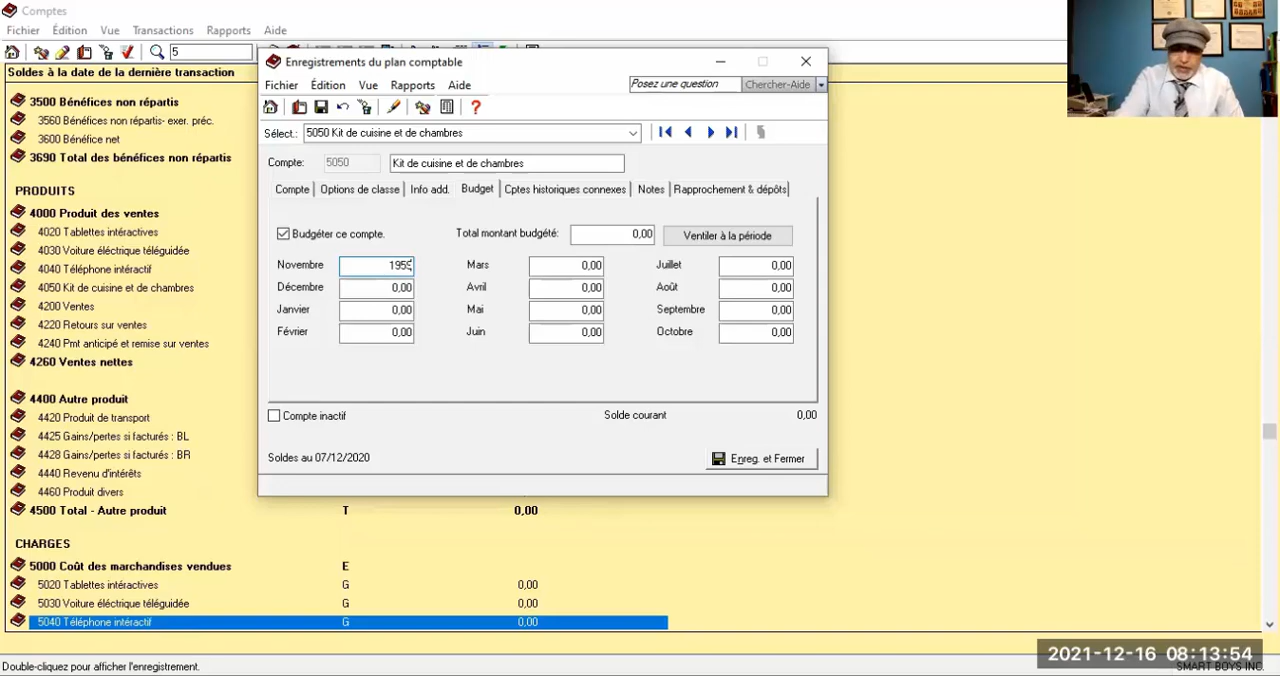 Comptes
Fichier Édition Vue Transactions Rapports Aide
5
Soldes à la date de la dernière transaction
3500 Bénéfices non répartis
3560 Bénéfices non répartis- exer. préc.
3600 Bénéfice net
3690 Total des bénéfices non répartis
PRODUITS
4000 Produit des ventes
4020 Tablettes intéractives
4030 Voiture éléctrique téléguidée
4040 Téléphone intéractif
4050 Kit de cuisine et de chambres
4200 Ventes
4220 Retours sur ventes
4240 Pmt anticipé et remise sur ventes
4260 Ventes nettes
4400 Autre produit
4420 Produit de transport
4425 Gains/pertes si facturés : BL
4428 Gains/pertes si facturés : BR
4440 Revenu d'intérêts
4460 Produit divers
4500 Total - Autre produit T 0,00
CHARGES
5000 Coût des marchandises vendues E
5020 Tablettes intéractives G 0,00
5030 Voiture éléctrique téléguidée G 0,00
5040 Téléphone intéractif G 0,00
Double-cliquez pour afficher l'enregistrement.
Enregistrements du plan comptable
Fichier Édition Vue Rapports Aide
Posez une question Chercher-Aide
Sélect.: 5050 Kit de cuisine et de chambres
Compte: 5050 Kit de cuisine et de chambres
Compte Options de classe Info add. Budget Cptes historiques connexes Notes Rapprochement & dépôts
Budgéter ce compte. Total montant budgété: 0,00 Ventiler à la période
Novembre 1959 Mars 0,00 Juillet 0,00
Décembre 0,00 Avril 0,00 Août 0,00
Janvier 0,00 Mai 0,00 Septembre 0,00
Février 0,00 Juin 0,00 Octobre 0,00
Compte inactif Solde courant 0,00
Soldes au 07/12/2020 Enreg. et Fermer
2021-12-16 08:13:54
SMART BOYS INC.